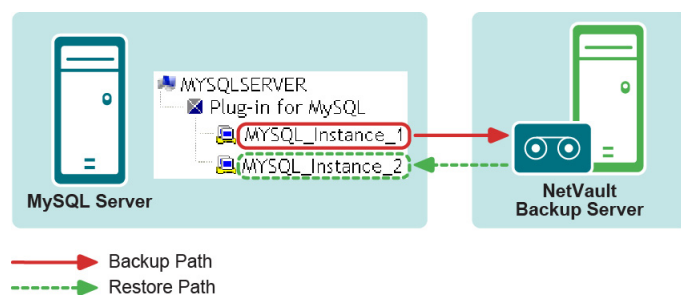 MYSQLSERVER
Plug-in for MySQL
MYSQL_Instance_1
MYSQL_Instance_2
MySQL Server
NetVault
Backup Server
Backup Path
Restore Path